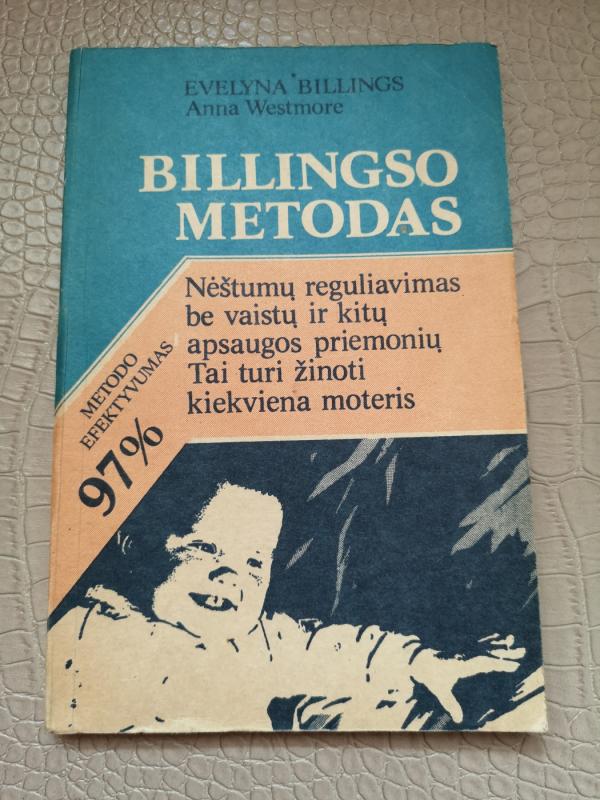 EVELYNA BILLINGS
Anna Westmore
BILLINGSO
METODAS
Nėštumų reguliavimas
be vaistų ir kitų
apsaugos priemonių
Tai turi žinoti
kiekviena moteris
METODO
EFEKTYVUMAS
97%